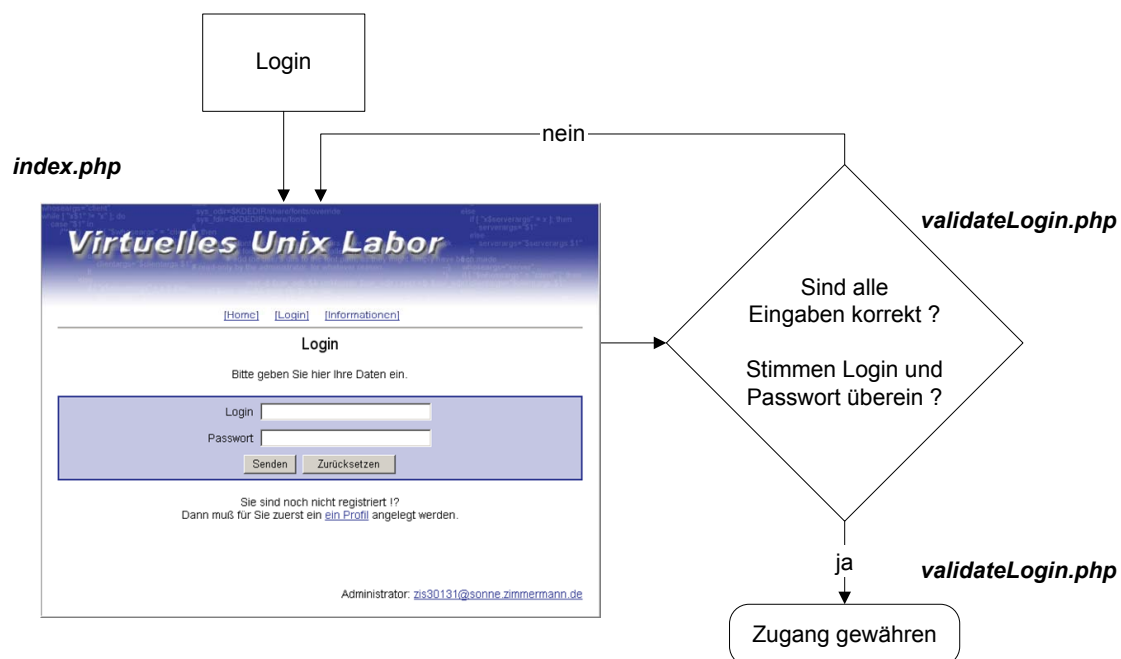 Login
nein
index.php
Virtuelles Unix Labor
[Home] [Login] [Informationen]
Login
Bitte geben Sie hier Ihre Daten ein.
Login
Passwort
Senden Zurücksetzen
Sie sind noch nicht registriert !?
Dann muß für Sie zuerst ein ein Profil angelegt werden.
Administrator: zis30131@sonne.zimmermann.de
validateLogin.php
Sind alle
Eingaben korrekt ?
Stimmen Login und
Passwort überein ?
ja
validateLogin.php
Zugang gewähren